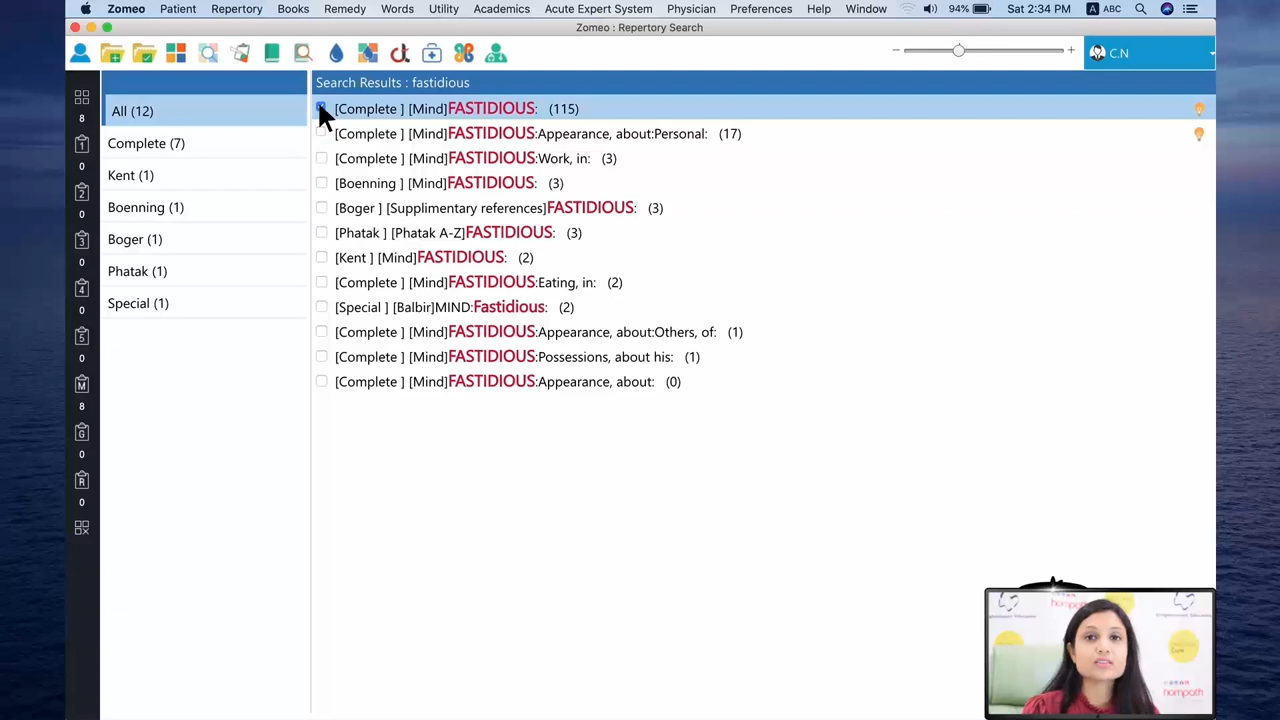 Zomeo Patient Repertory Books Remedy Words Utility Academics Acute Expert System Physician Preferences Help Window 94% Sat 2:34 PM A ABC
Zomeo : Repertory Search
C.N
Search Results : fastidious
All (12)
Complete (7)
Kent (1)
Boenning (1)
Boger (1)
Phatak (1)
Special (1)
[Complete ] [Mind]FASTIDIOUS: (115)
[Complete ] [Mind]FASTIDIOUS:Appearance, about:Personal: (17)
[Complete ] [Mind]FASTIDIOUS:Work, in: (3)
[Boenning ] [Mind]FASTIDIOUS: (3)
[Boger ] [Supplimentary references]FASTIDIOUS: (3)
[Phatak ] [Phatak A-Z]FASTIDIOUS: (3)
[Kent ] [Mind]FASTIDIOUS: (2)
[Complete ] [Mind]FASTIDIOUS:Eating, in: (2)
[Special ] [Balbir]MIND:Fastidious: (2)
[Complete ] [Mind]FASTIDIOUS:Appearance, about:Others, of: (1)
[Complete ] [Mind]FASTIDIOUS:Possessions, about his: (1)
[Complete ] [Mind]FASTIDIOUS:Appearance, about: (0)
8
1
0
2
0
3
0
4
0
5
0
M
8
G
0
R
0
hompath